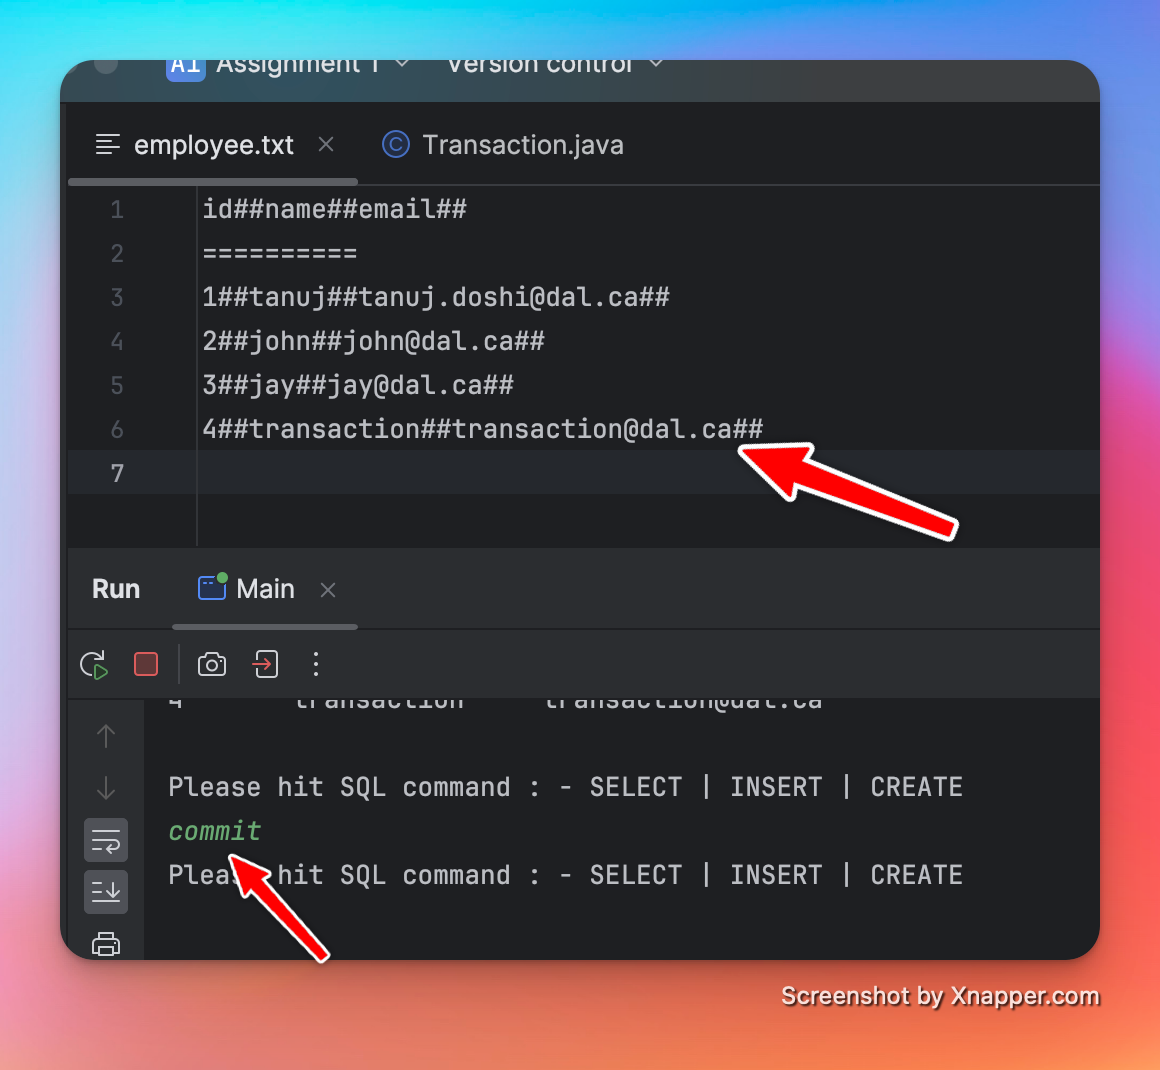 AI Assignment 1 Version control
employee.txt Transaction.java
1 id##name##email##
2 ==========
3 1##tanuj##tanuj.doshi@dal.ca##
4 2##john##john@dal.ca##
5 3##jay##jay@dal.ca##
6 4##transaction##transaction@dal.ca##
7
Run Main
4 transaction transaction@dal.ca
Please hit SQL command : - SELECT | INSERT | CREATE
commit
Please hit SQL command : - SELECT | INSERT | CREATE
Screenshot by Xnapper.com